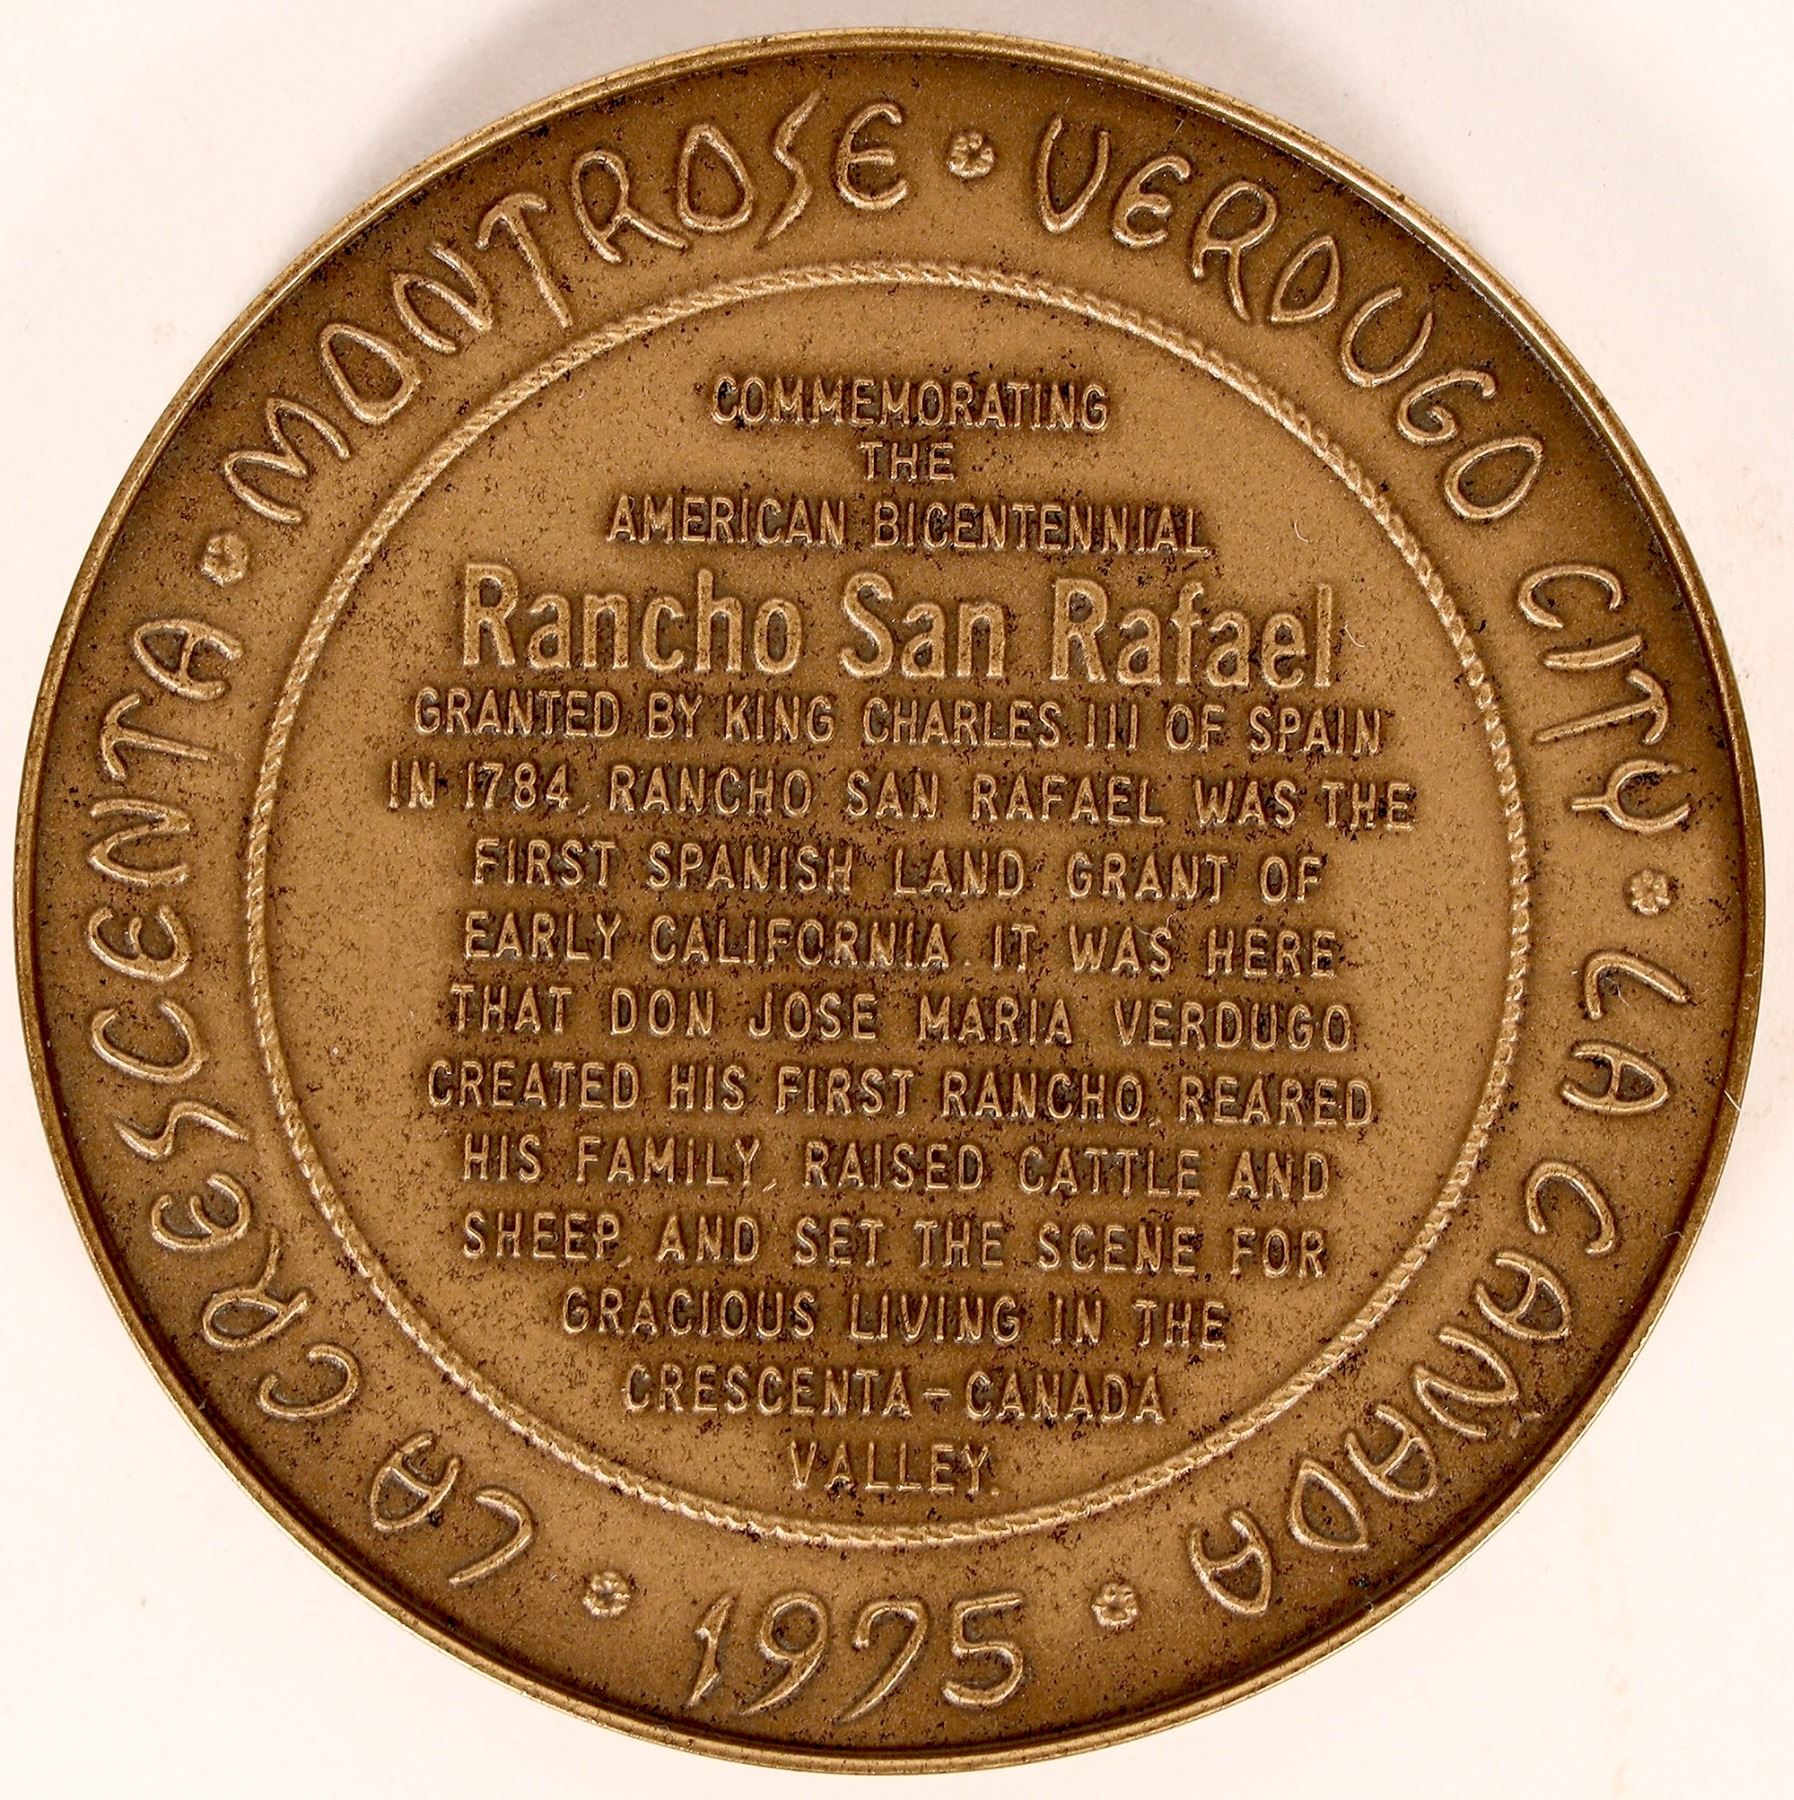 LA CRESCENTA • MONTROSE • VERDUGO CITY • LA CANADA
COMMEMORATING
THE
AMERICAN BICENTENNIAL
Rancho San Rafael
GRANTED BY KING CHARLES III OF SPAIN
IN 1784, RANCHO SAN RAFAEL WAS THE
FIRST SPANISH LAND GRANT OF
EARLY CALIFORNIA. IT WAS HERE
THAT DON JOSE MARIA VERDUGO
CREATED HIS FIRST RANCHO, REARED
HIS FAMILY, RAISED CATTLE AND
SHEEP, AND SET THE SCENE FOR
GRACIOUS LIVING IN THE
CRESCENTA-CANADA
VALLEY.
• 1975 •